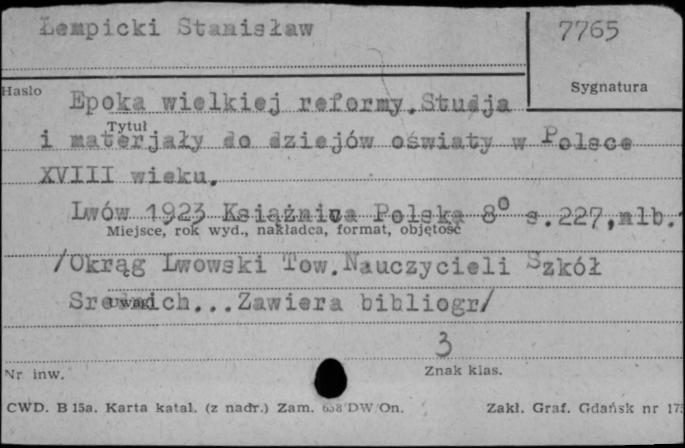 Łempicki Stanisław
7765
Hasło
Sygnatura
Epoka wielkiej reformy.Studja
Tytuł
i materjały do dziejów oświaty w Polsce
XVIII wieku.
Lwów 1923 Książnica Polska 8° s.227,nlb.
Miejsce, rok wyd., nakładca, format, objętość
/Okrąg Lwowski Tow.Nauczycieli Szkół
Średnich...Zawiera bibliogr/
Uwagi
3
Nr inw.
Znak klas.
CWD. B 15a. Karta katal. (z nadr.) Zam. DW/On.
Zakł. Graf. Gdańsk nr